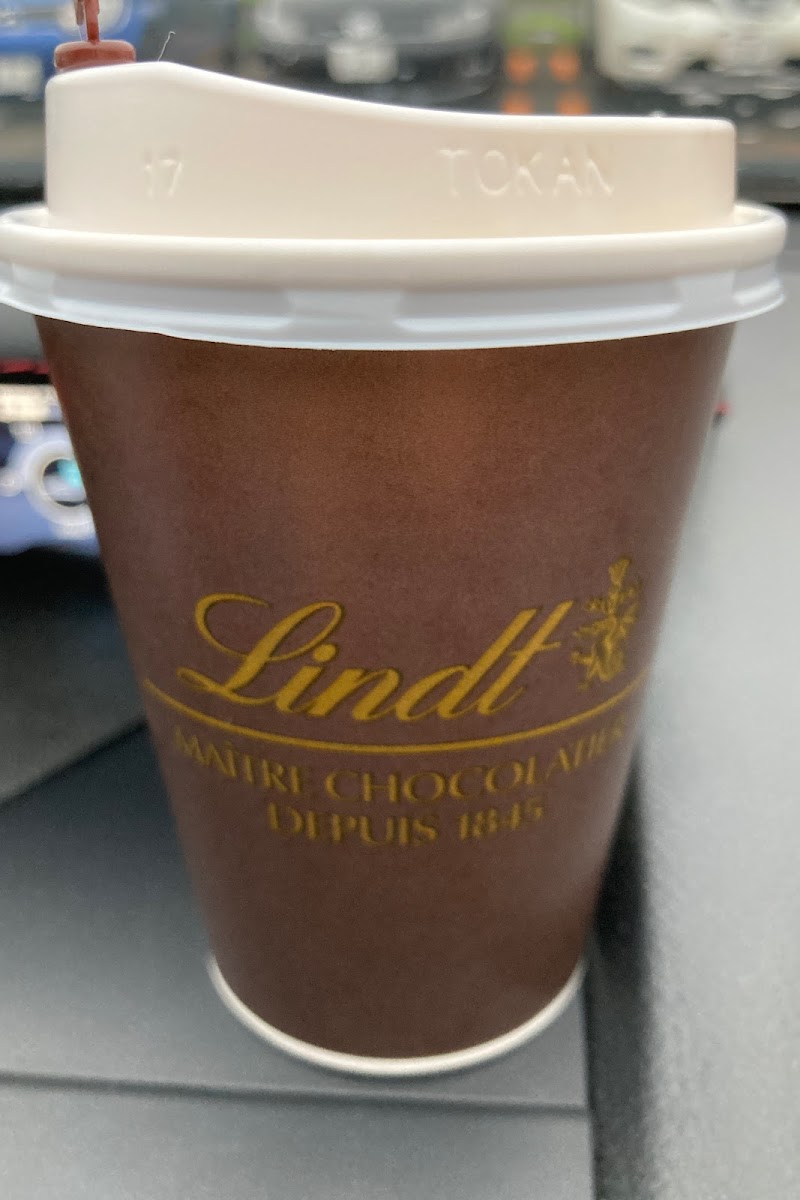 17 TOKAN
Lindt
MAÎTRE CHOCOLATIER
DEPUIS 1845